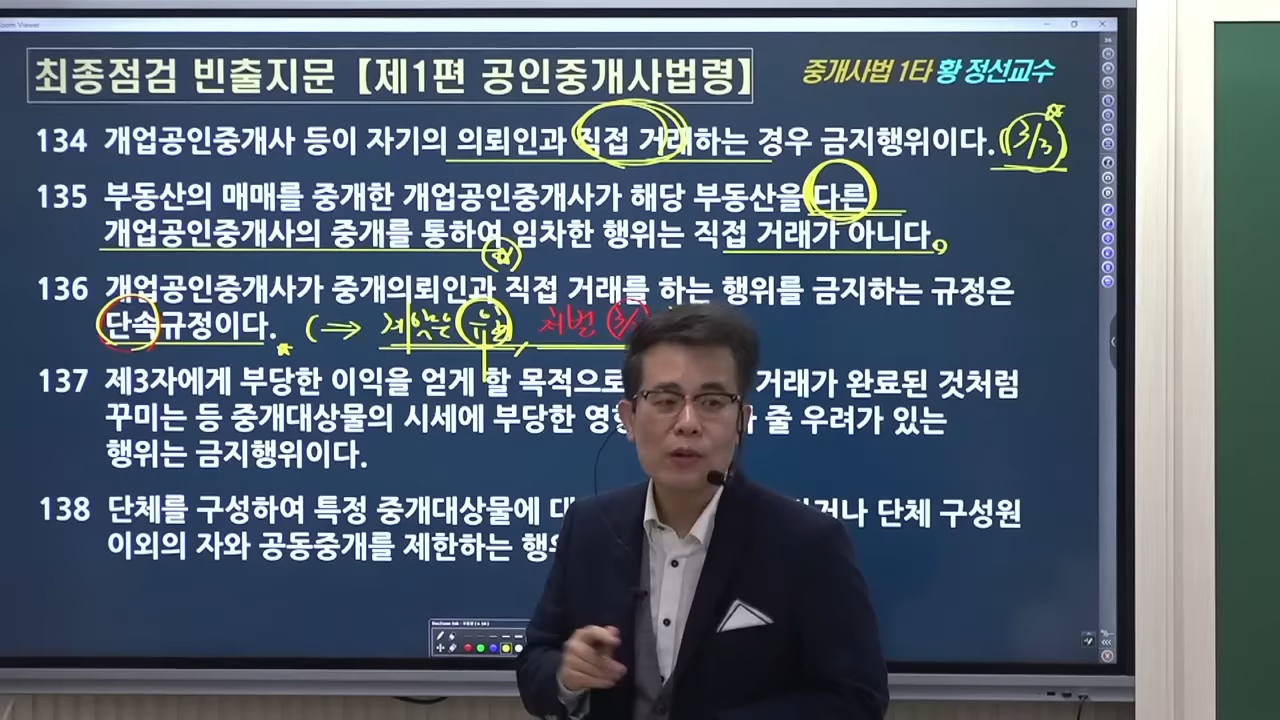 최종점검 빈출지문【제1편 공인중개사법령】
중개사법 1타 황 정선교수
134 개업공인중개사 등이 자기의 의뢰인과 직접 거래하는 경우 금지행위이다. (3/3)
135 부동산의 매매를 중개한 개업공인중개사가 해당 부동산을 다른
개업공인중개사의 중개를 통하여 임차한 행위는 직접 거래가 아니다.
136 개업공인중개사가 중개의뢰인과 직접 거래를 하는 행위를 금지하는 규정은
단속규정이다. (⇒ 계약은 유효, 처벌 (3/
137 제3자에게 부당한 이익을 얻게 할 목적으로 거래가 완료된 것처럼
꾸미는 등 중개대상물의 시세에 부당한 영 줄 우려가 있는
행위는 금지행위이다.
138 단체를 구성하여 특정 중개대상물에 단체 구성원
이외의 자와 공동중개를 제한하는